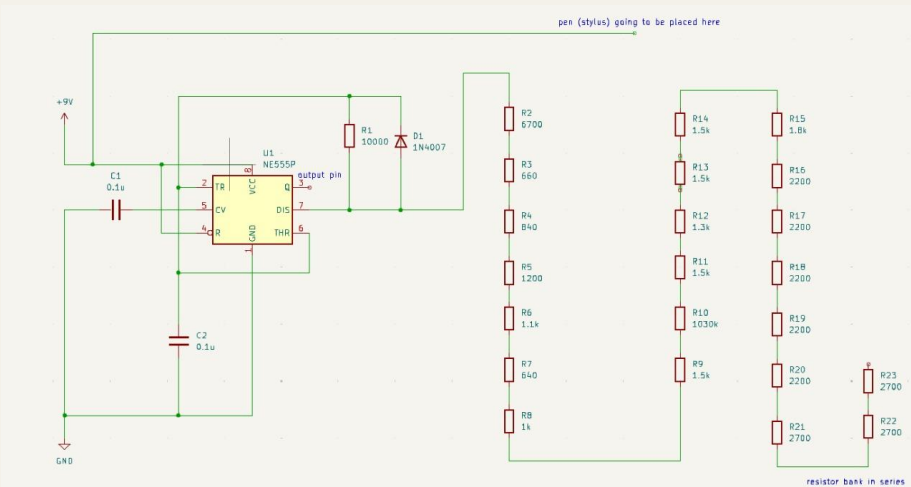 pen (stylus) going to be placed here
+9V
C1
0.1u
U1
NE555P
output pin
2
TR
5
CV
4
R
8
VCC
GND
1
Q
3
DIS
7
THR
6
R1
10000
D1
1N4007
C2
0.1u
GND
R2
6700
R3
660
R4
840
R5
1200
R6
1.1k
R7
640
R8
1k
R14
1.5k
R13
1.5k
R12
1.3k
R11
1.5k
R10
1030k
R9
1.5k
R15
1.8k
R16
2200
R17
2200
R18
2200
R19
2200
R20
2200
R21
2700
R23
2700
R22
2700
resistor bank in series